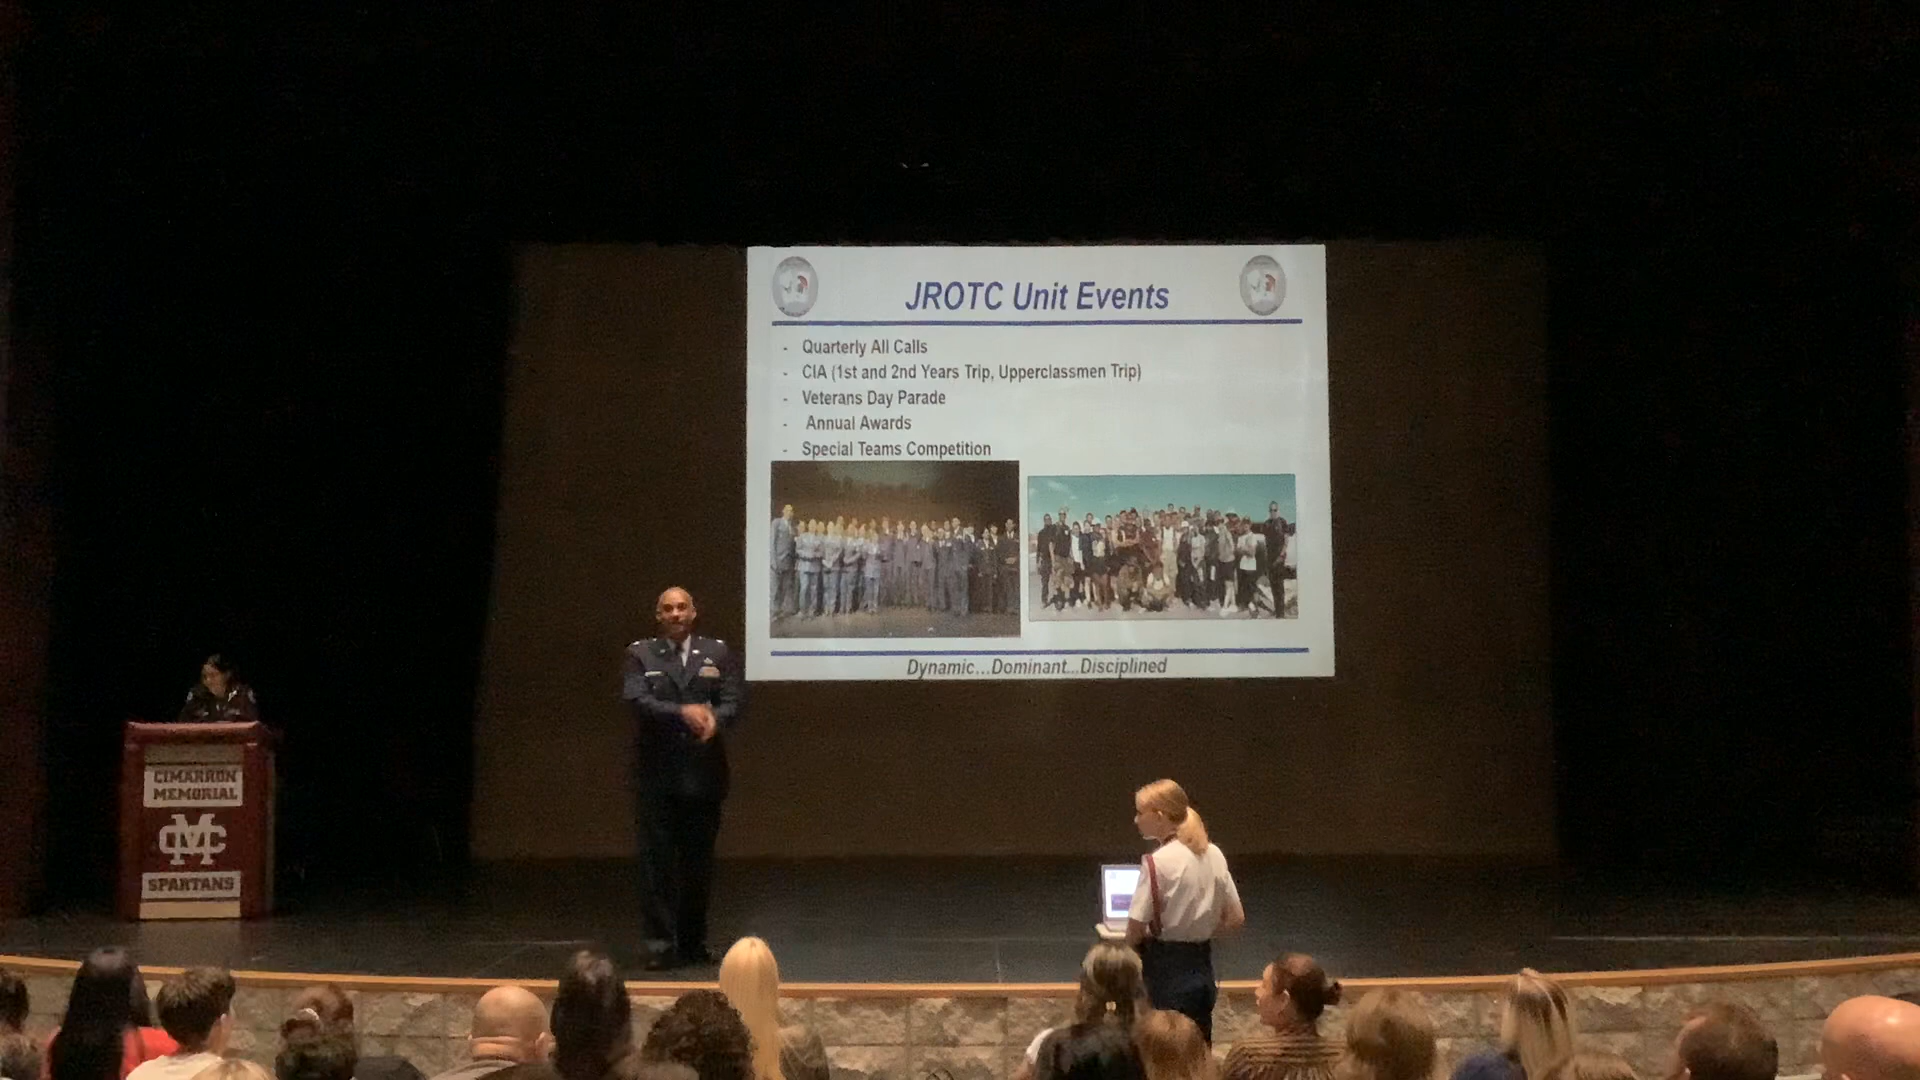 JROTC Unit Events
- Quarterly All Calls
- CIA (1st and 2nd Years Trip, Upperclassmen Trip)
- Veterans Day Parade
- Annual Awards
- Special Teams Competition
Dynamic...Dominant...Disciplined
CIMARRON
MEMORIAL
CM
SPARTANS